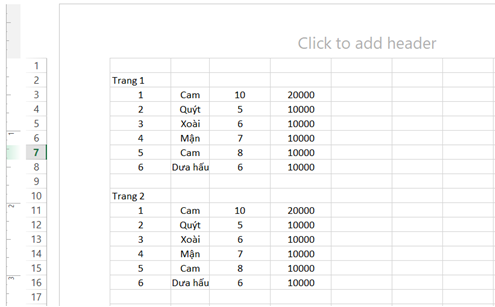 Click to add header
1
2 Trang 1
3 1 Cam 10 20000
4 2 Quýt 5 10000
5 3 Xoài 6 10000
6 4 Mận 7 10000
7 5 Cam 8 10000
8 6 Dưa hấu 6 10000
9
10 Trang 2
11 1 Cam 10 20000
12 2 Quýt 5 10000
13 3 Xoài 6 10000
14 4 Mận 7 10000
15 5 Cam 8 10000
16 6 Dưa hấu 6 10000
17
1
2
3